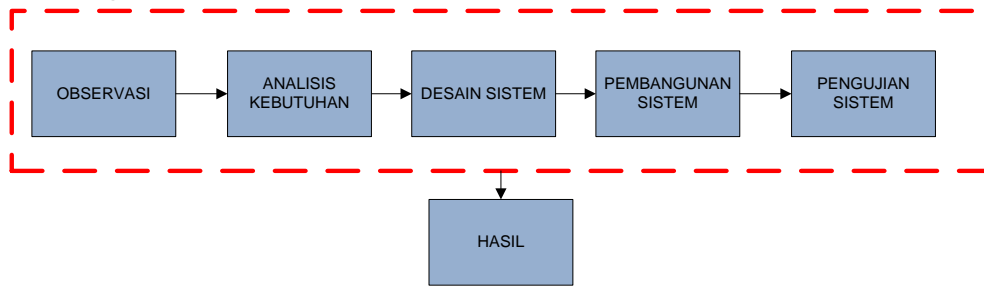 OBSERVASI
ANALISIS
KEBUTUHAN
DESAIN SISTEM
PEMBANGUNAN
SISTEM
PENGUJIAN
SISTEM
HASIL